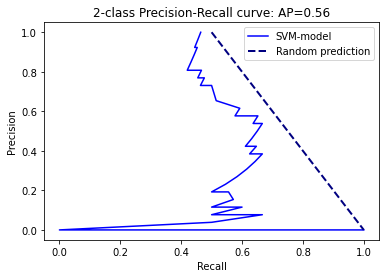 2-class Precision-Recall curve: AP=0.56
SVM-model
Random prediction
Precision
1.0
0.8
0.6
0.4
0.2
0.0
0.0 0.2 0.4 0.6 0.8 1.0
Recall